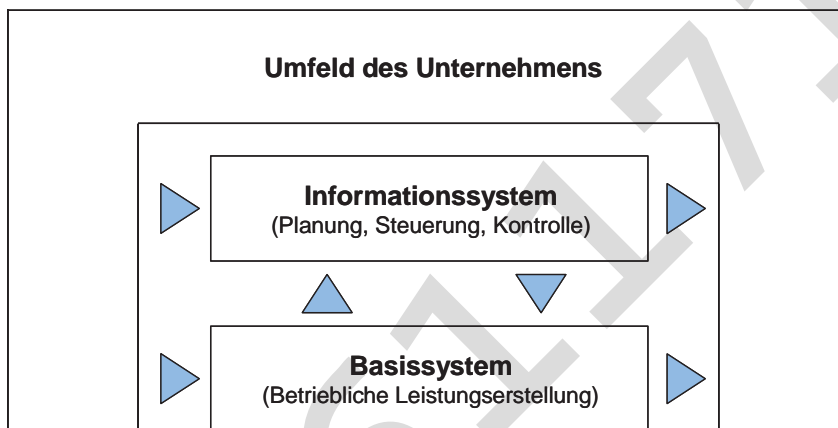 Umfeld des Unternehmens
Informationssystem
(Planung, Steuerung, Kontrolle)
Basissystem
(Betriebliche Leistungserstellung)